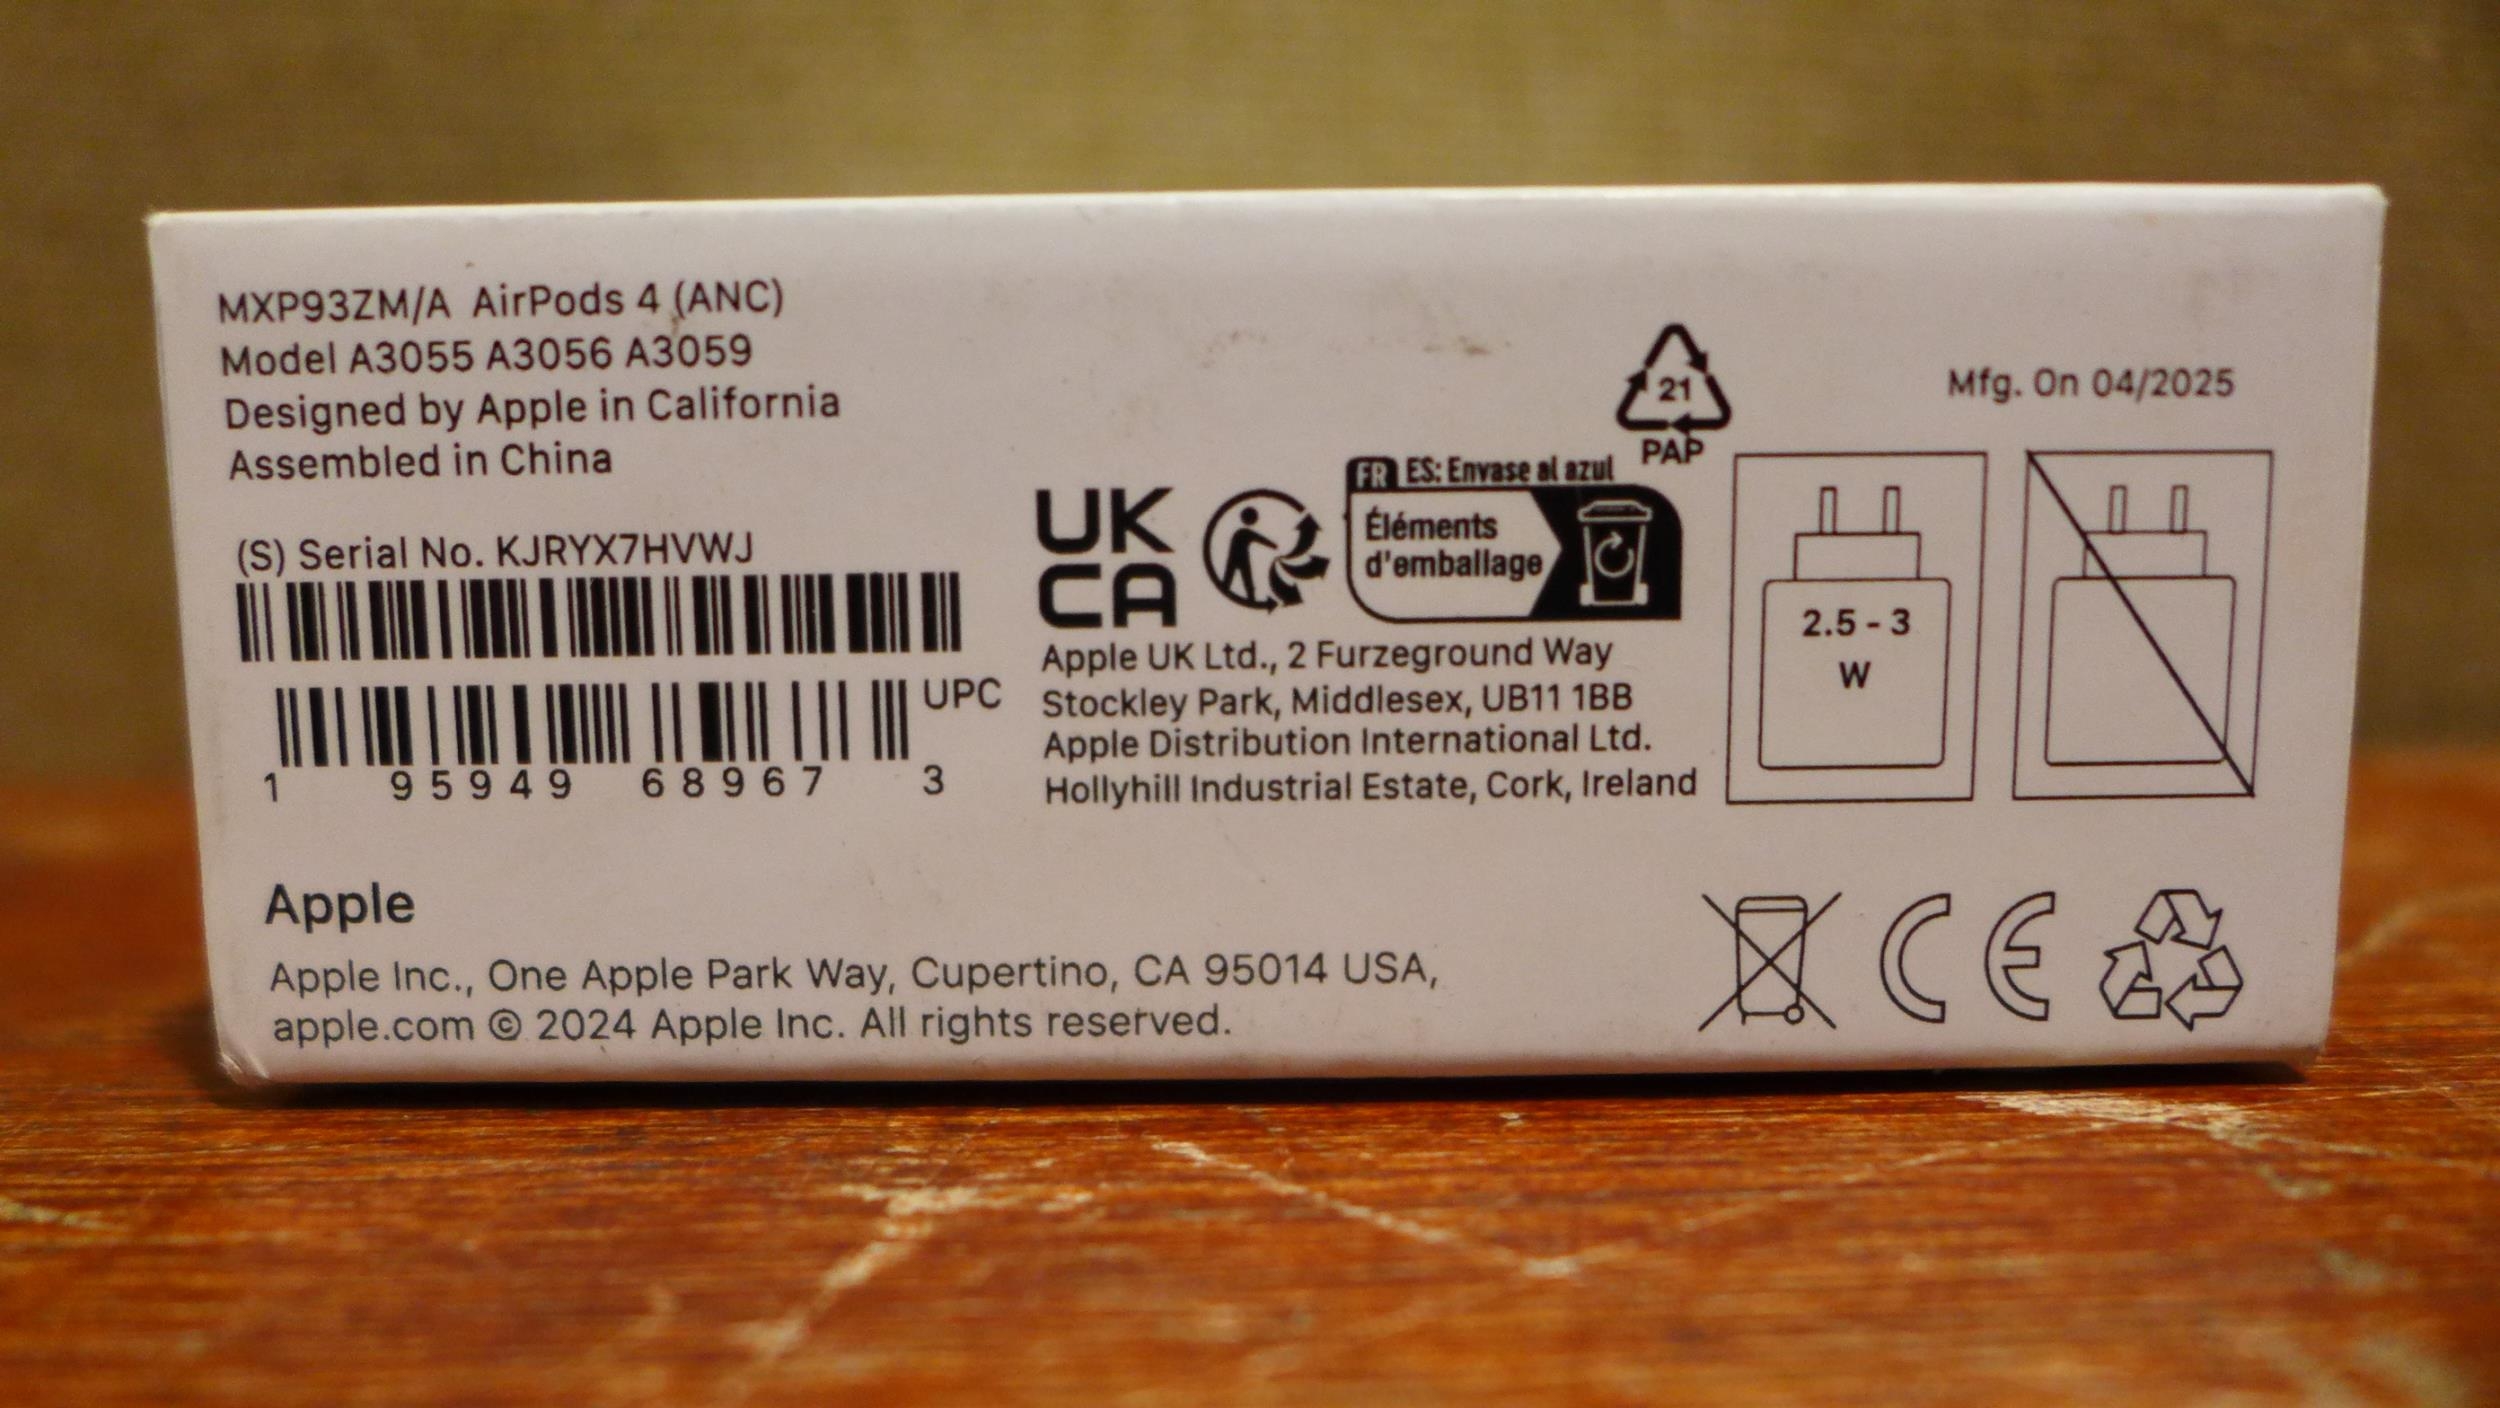 MXP93ZM/A AirPods 4 (ANC)
Model A3055 A3056 A3059
Designed by Apple in California
Assembled in China
(S) Serial No. KJRYX7HVWJ
UPC
1 95949 68967 3
21
PAP
FR ES: Envase al azul
Éléments
d'emballage
UK
CA
Apple UK Ltd., 2 Furzeground Way
Stockley Park, Middlesex, UB11 1BB
Apple Distribution International Ltd.
Hollyhill Industrial Estate, Cork, Ireland
Mfg. On 04/2025
2.5 - 3
W
Apple
Apple Inc., One Apple Park Way, Cupertino, CA 95014 USA,
apple.com © 2024 Apple Inc. All rights reserved.
CE